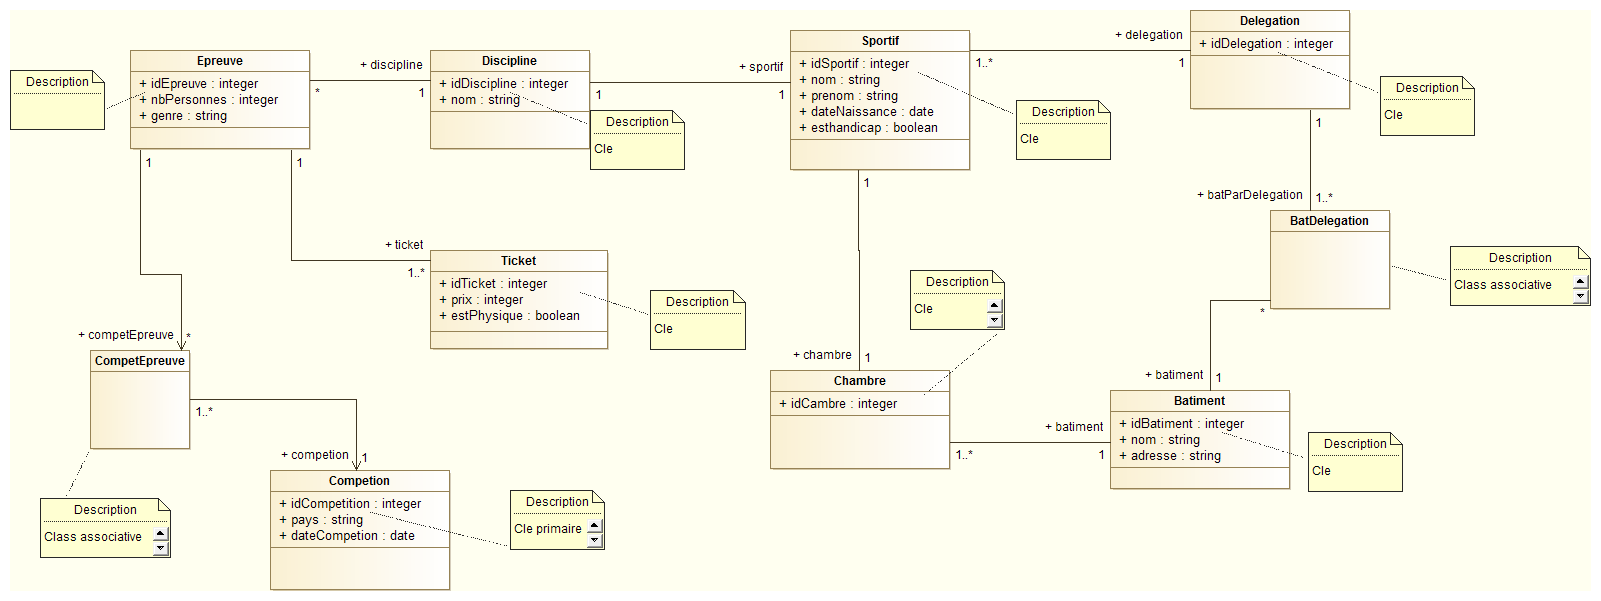 Epreuve
+ idEpreuve : integer
+ nbPersonnes : integer
+ genre : string
Description
+ discipline
*
1
Discipline
+ idDiscipline : integer
+ nom : string
Description
Cle
1
+ sportif
1
Sportif
+ idSportif : integer
+ nom : string
+ prenom : string
+ dateNaissance : date
+ esthandicap : boolean
Description
Cle
1..*
+ delegation
1
Delegation
+ idDelegation : integer
Description
Cle
1
+ batParDelegation
1..*
BatDelegation
Description
Class associative
1
1
+ ticket
1..*
Ticket
+ idTicket : integer
+ prix : integer
+ estPhysique : boolean
Description
Cle
1
+ chambre
1
Description
Cle
Chambre
+ idCambre : integer
*
+ batiment
1
+ batiment
1..*
1
Batiment
+ idBatiment : integer
+ nom : string
+ adresse : string
Description
Cle
+ competEpreuve
*
CompetEpreuve
1..*
Description
Class associative
+ competion
1
Competion
+ idCompetition : integer
+ pays : string
+ dateCompetion : date
Description
Cle primaire